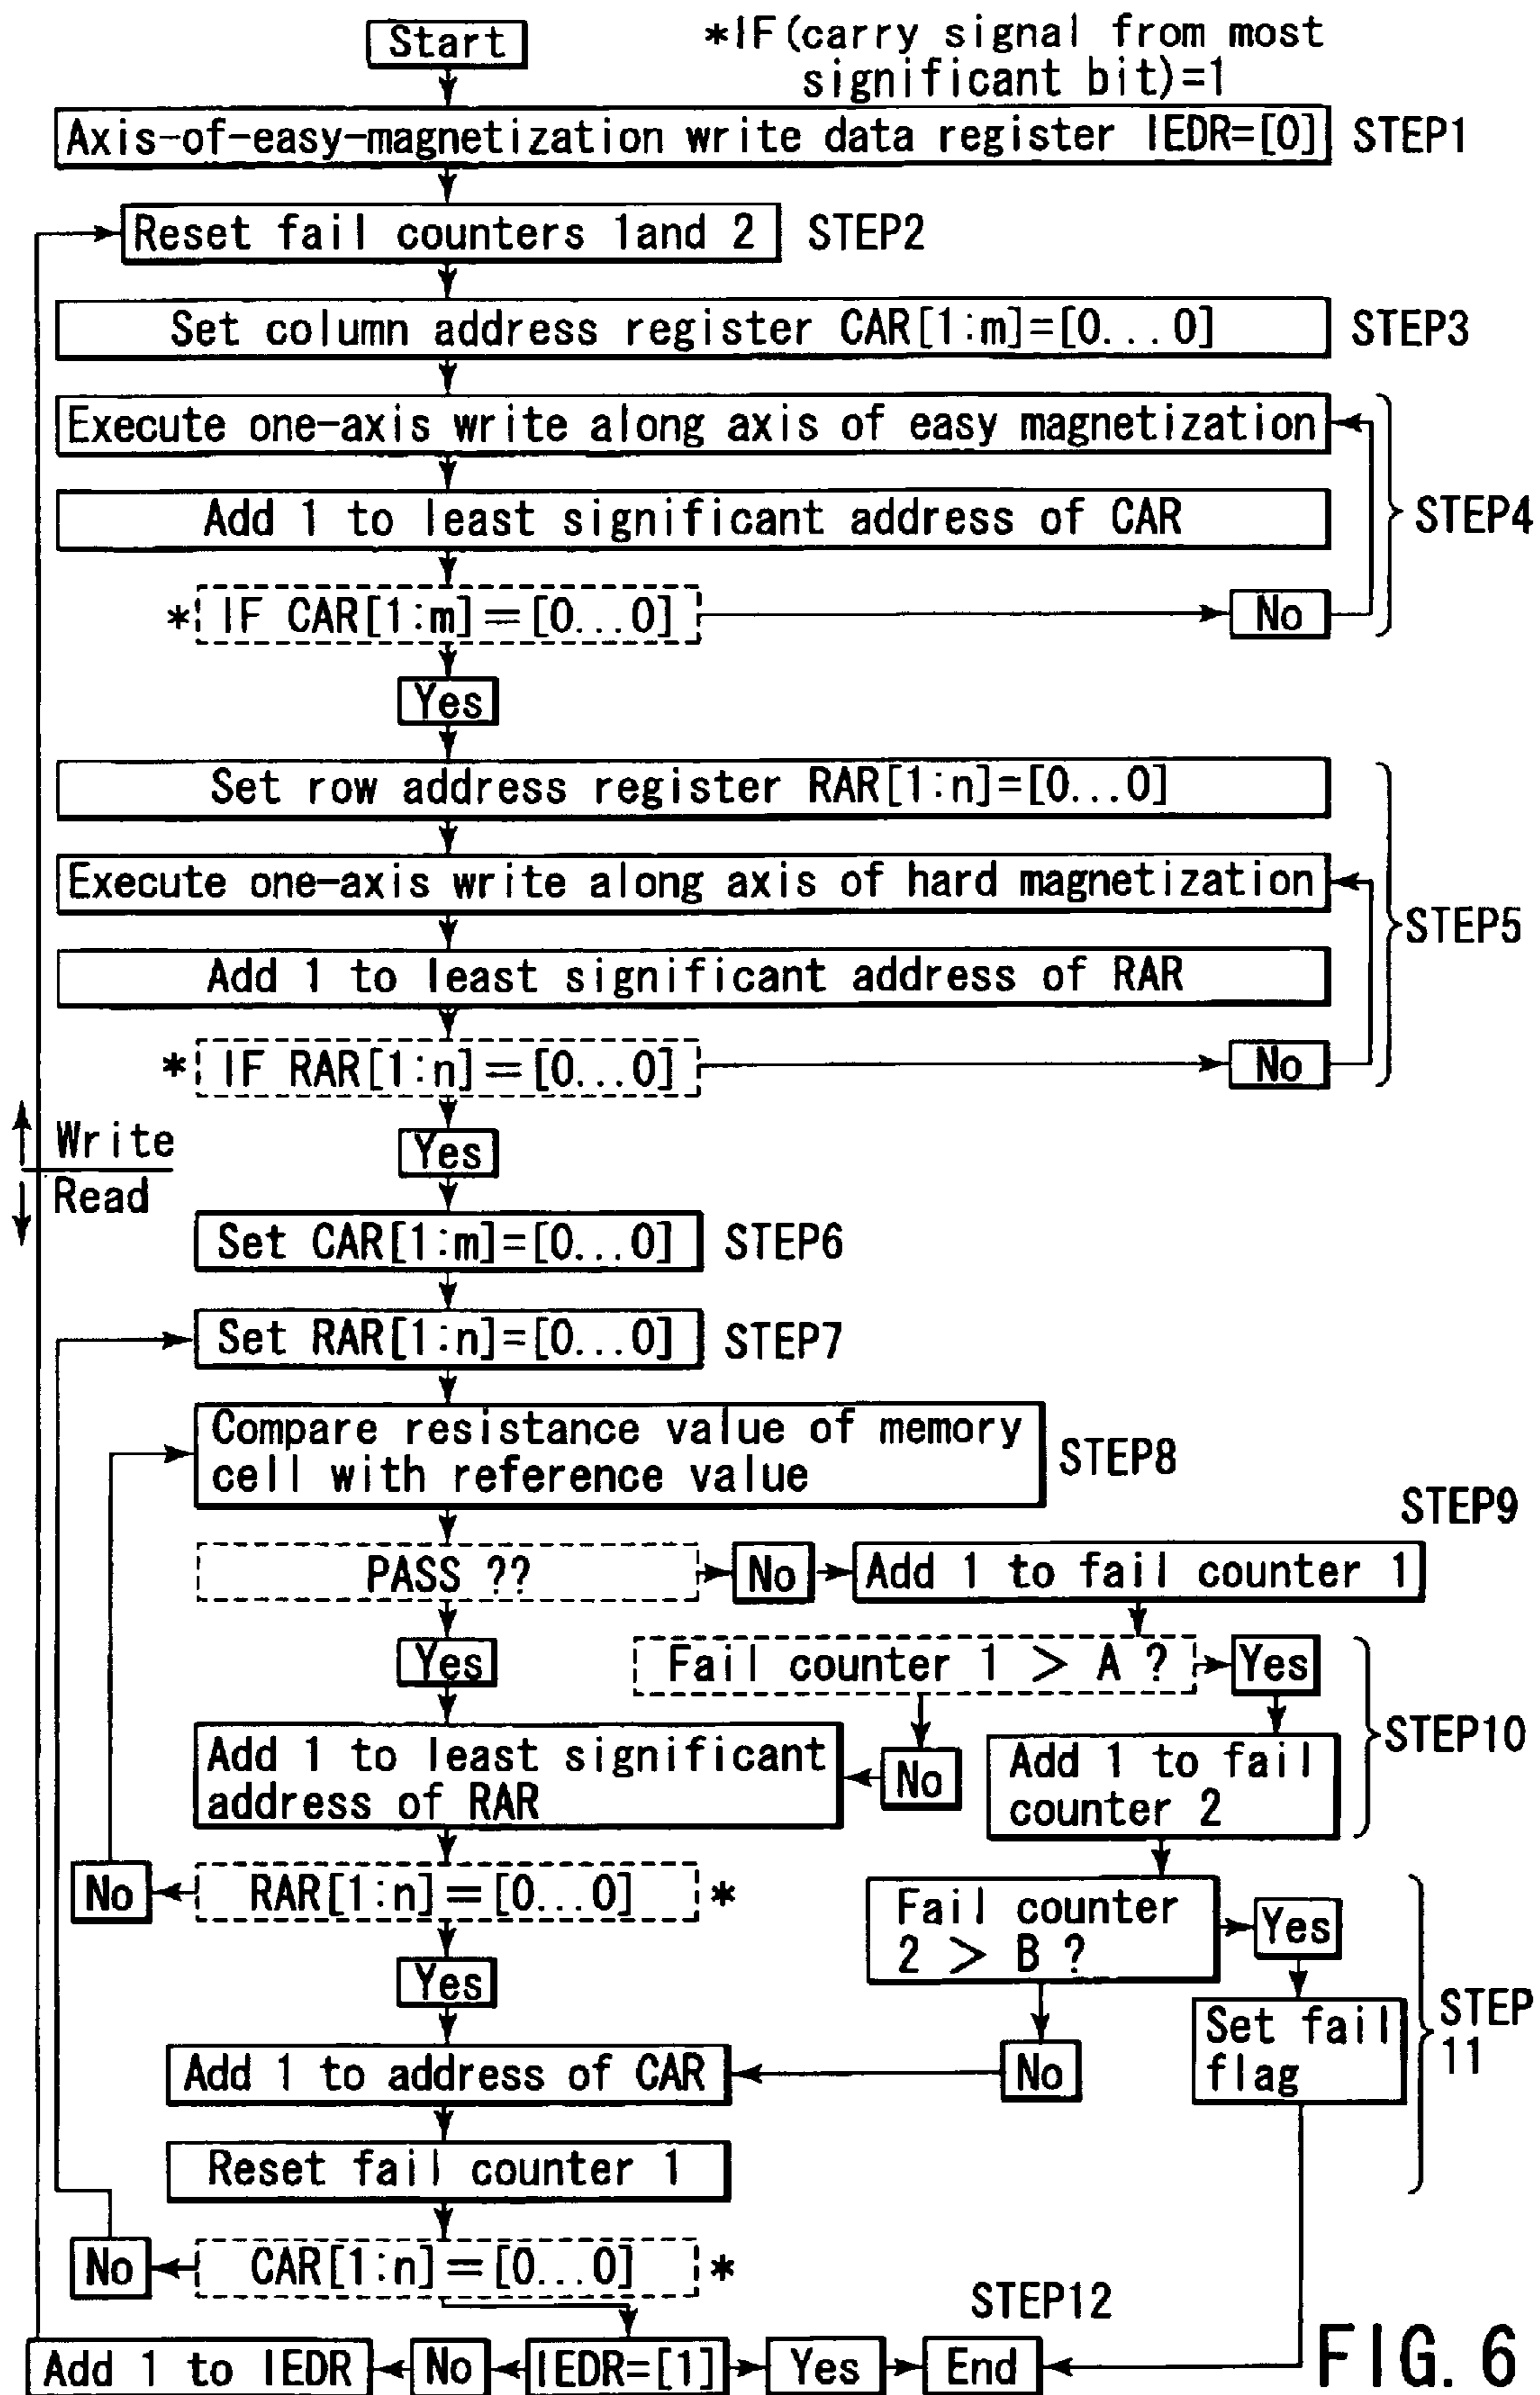 Start
*IF(carry signal from most
significant bit)=1
Axis-of-easy-magnetization write data register IEDR=[0]
STEP1
Reset fail counters 1and 2
STEP2
Set column address register CAR[1:m]=[0...0]
STEP3
Execute one-axis write along axis of easy magnetization
Add 1 to least significant address of CAR
STEP4
* IF CAR[1:m]=[0...0]
No
Yes
Set row address register RAR[1:n]=[0...0]
Execute one-axis write along axis of hard magnetization
STEP5
Add 1 to least significant address of RAR
* IF RAR[1:n]=[0...0]
No
Write
Yes
Read
Set CAR[1:m]=[0...0]
STEP6
Set RAR[1:n]=[0...0]
STEP7
Compare resistance value of memory
cell with reference value
STEP8
STEP9
PASS ??
No
Add 1 to fail counter 1
Yes
Fail counter 1 > A ?
Yes
STEP10
Add 1 to least significant
address of RAR
No
Add 1 to fail
counter 2
No
RAR[1:n]=[0...0] *
Fail counter
2 > B ?
Yes
Yes
Set fail
flag
STEP
11
Add 1 to address of CAR
No
Reset fail counter 1
No
CAR[1:n]=[0...0] *
STEP12
Add 1 to IEDR
No
IEDR=[1]
Yes
End
FIG. 6